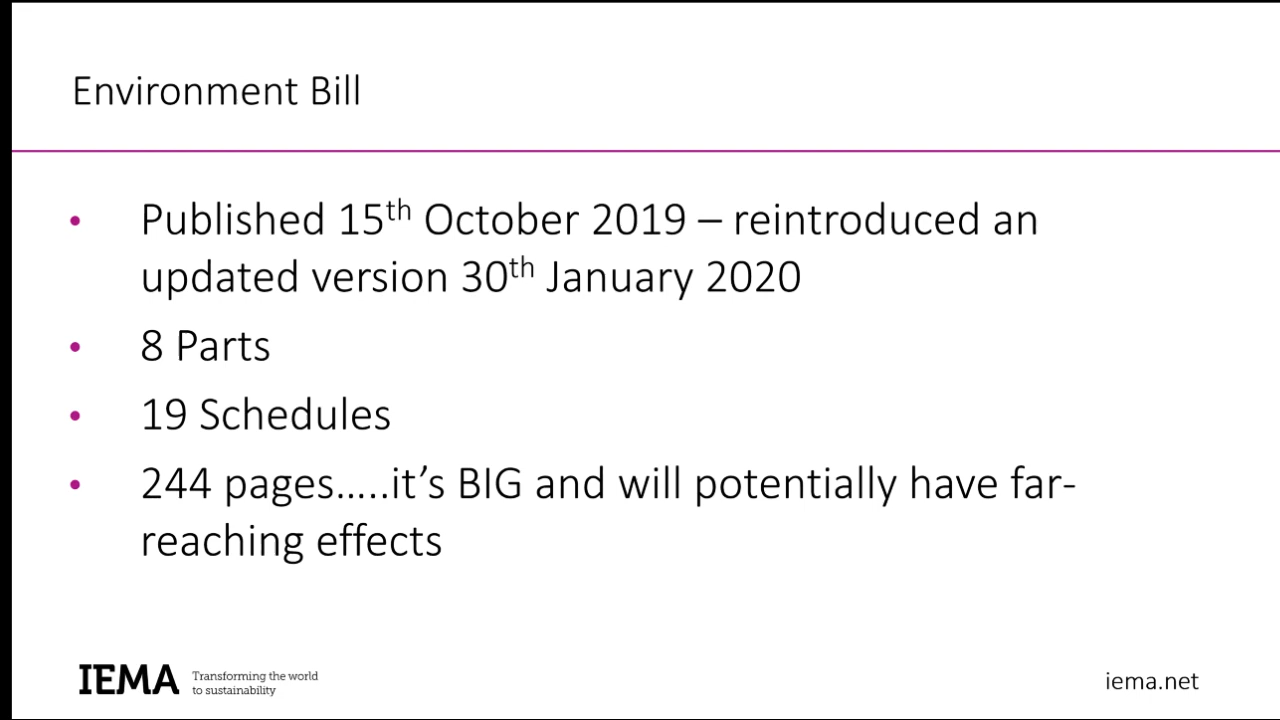 Environment Bill
• Published 15th October 2019 – reintroduced an
updated version 30th January 2020
• 8 Parts
• 19 Schedules
• 244 pages.....it’s BIG and will potentially have far-
reaching effects
IEMA Transforming the world
to sustainability
iema.net